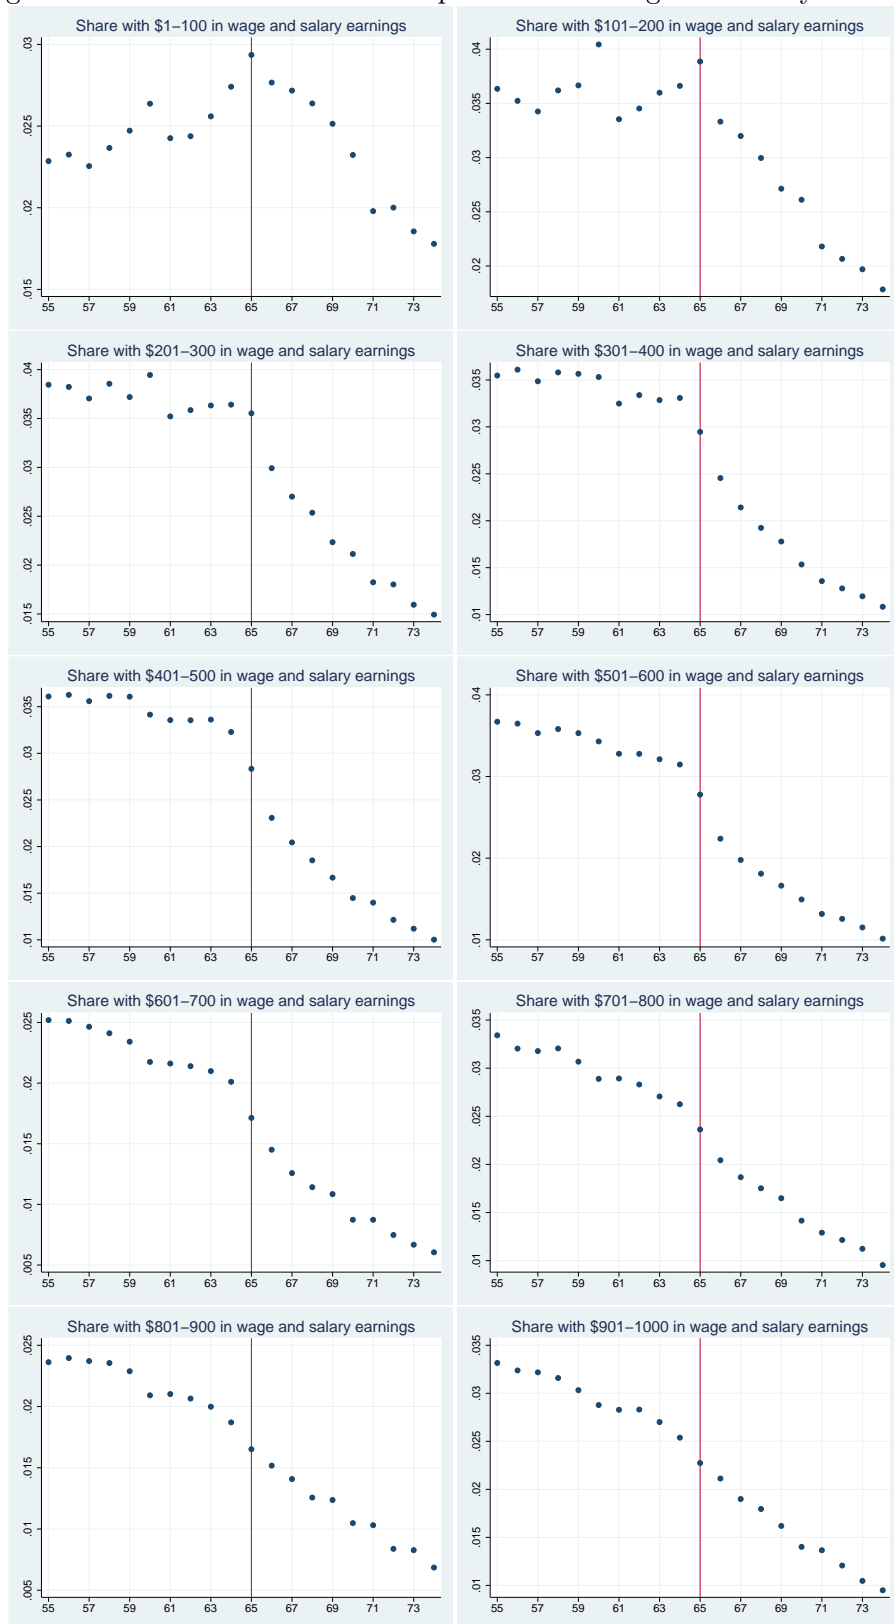 Share with $1–100 in wage and salary earnings
.03
.025
.02
.015
55 57 59 61 63 65 67 69 71 73
Share with $101–200 in wage and salary earnings
.04
.035
.03
.025
.02
55 57 59 61 63 65 67 69 71 73
Share with $201–300 in wage and salary earnings
.04
.035
.03
.025
.02
.015
55 57 59 61 63 65 67 69 71 73
Share with $301–400 in wage and salary earnings
.035
.03
.025
.02
.015
.01
55 57 59 61 63 65 67 69 71 73
Share with $401–500 in wage and salary earnings
.035
.03
.025
.02
.015
.01
55 57 59 61 63 65 67 69 71 73
Share with $501–600 in wage and salary earnings
.04
.03
.02
.01
55 57 59 61 63 65 67 69 71 73
Share with $601–700 in wage and salary earnings
.025
.02
.015
.01
.005
55 57 59 61 63 65 67 69 71 73
Share with $701–800 in wage and salary earnings
.035
.03
.025
.02
.015
.01
55 57 59 61 63 65 67 69 71 73
Share with $801–900 in wage and salary earnings
.025
.02
.015
.01
.005
55 57 59 61 63 65 67 69 71 73
Share with $901–1000 in wage and salary earnings
.035
.03
.025
.02
.015
.01
55 57 59 61 63 65 67 69 71 73